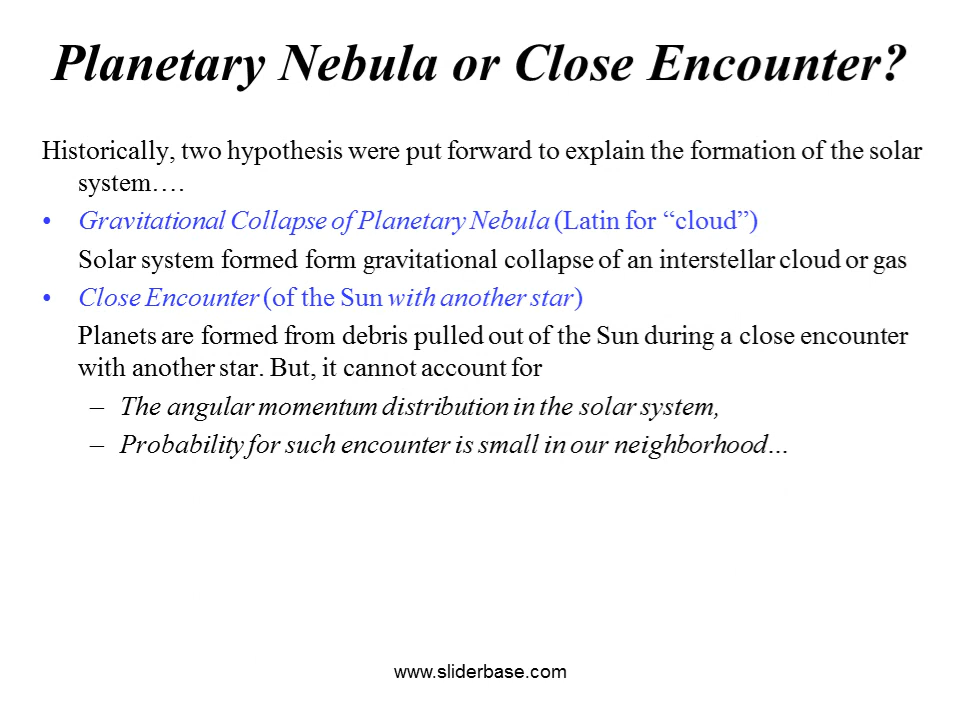 Planetary Nebula or Close Encounter?
Historically, two hypothesis were put forward to explain the formation of the solar
system….
• Gravitational Collapse of Planetary Nebula (Latin for “cloud”)
Solar system formed form gravitational collapse of an interstellar cloud or gas
• Close Encounter (of the Sun with another star)
Planets are formed from debris pulled out of the Sun during a close encounter
with another star. But, it cannot account for
– The angular momentum distribution in the solar system,
– Probability for such encounter is small in our neighborhood…
www.sliderbase.com